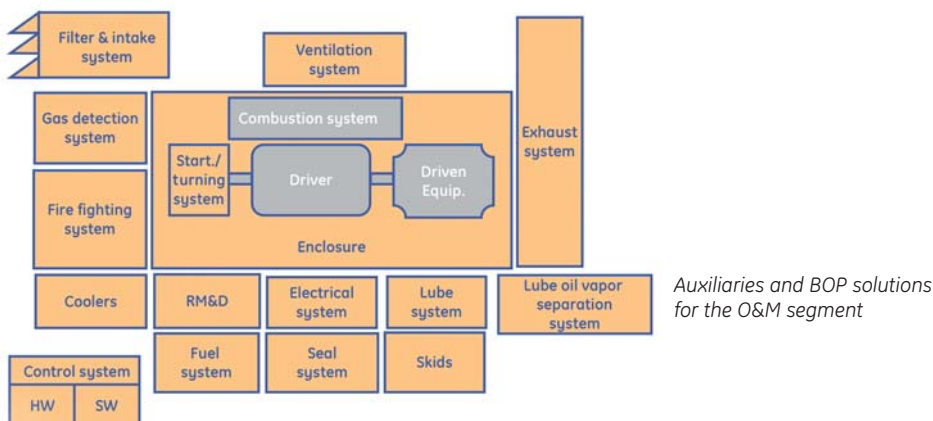 Filter & intake
system
Ventilation
system
Exhaust
system
Gas detection
system
Combustion system
Start./
turning
system
Driver
Driven
Equip.
Fire fighting
system
Enclosure
Coolers
RM&D
Electrical
system
Lube
system
Lube oil vapor
separation
system
Auxiliaries and BOP solutions
for the O&M segment
Fuel
system
Seal
system
Skids
Control system
HW
SW